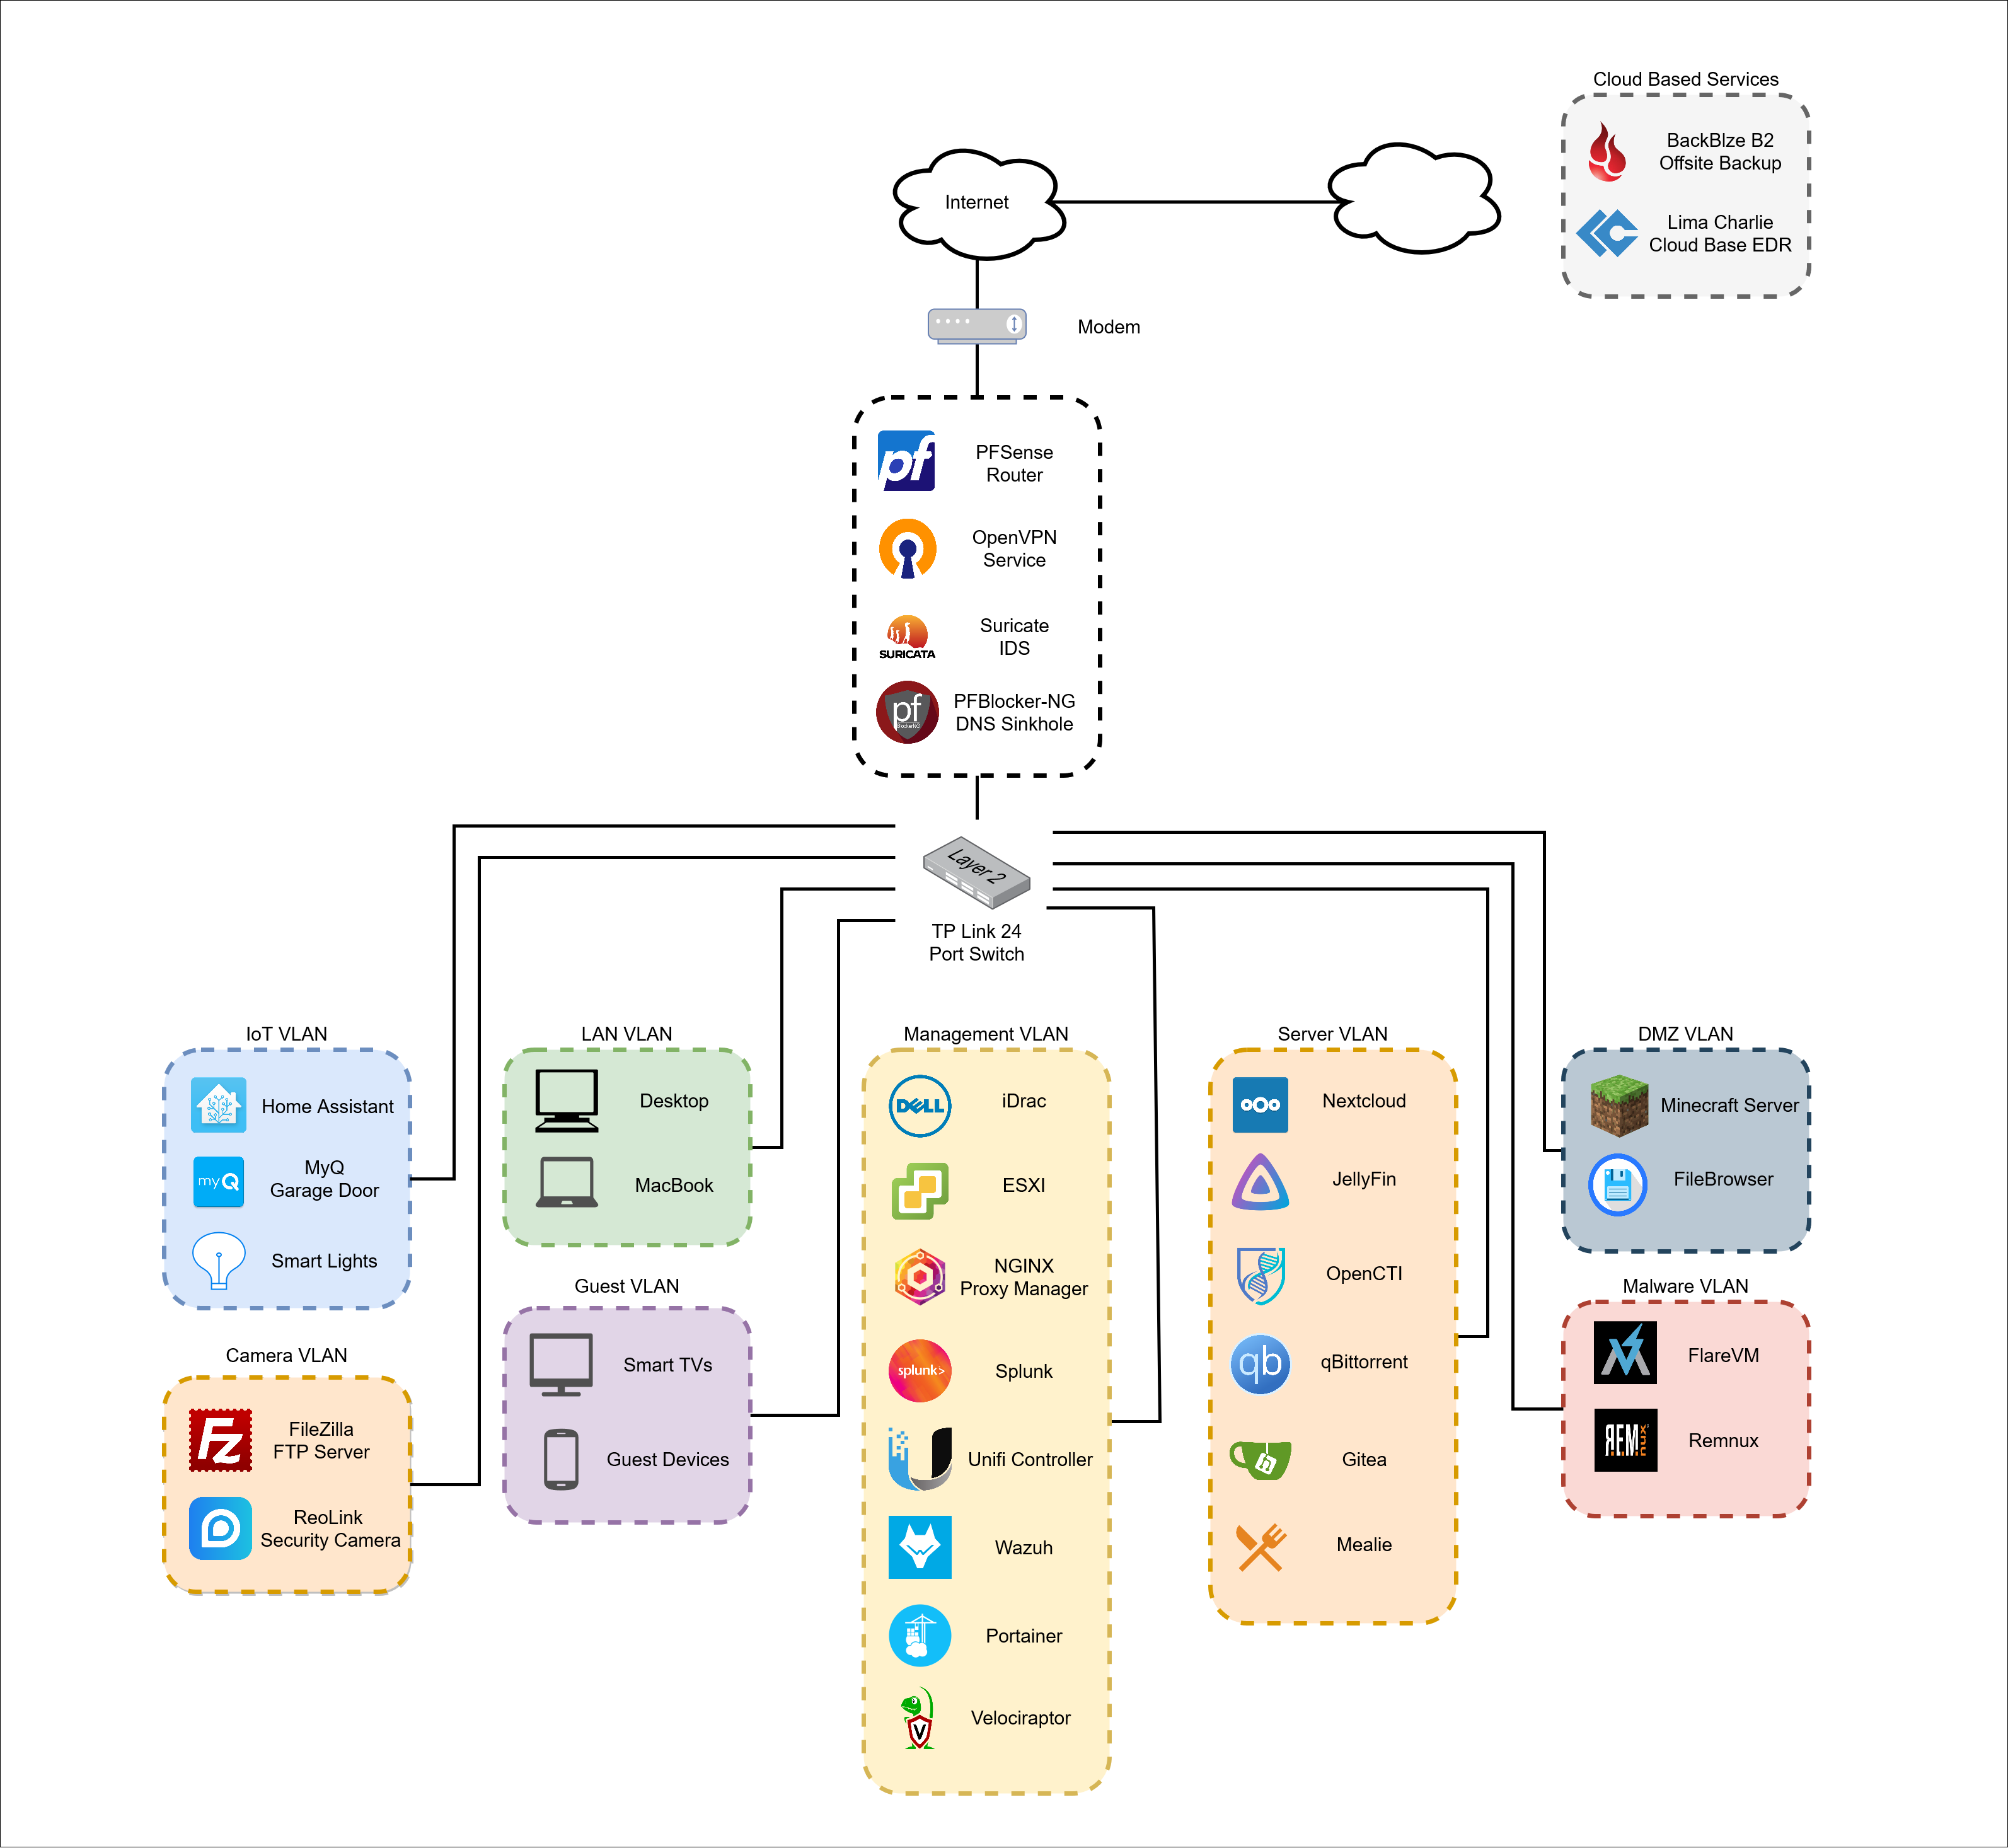 Cloud Based Services
BackBlze B2
Offsite Backup
Lima Charlie
Cloud Base EDR
Internet
Modem
pf
PFSense
Router
OpenVPN
Service
SURICATA
Suricate
IDS
pf
BlockerNG
PFBlocker-NG
DNS Sinkhole
Layer 2
TP Link 24
Port Switch
IoT VLAN
Home Assistant
myQ
MyQ
Garage Door
Smart Lights
Camera VLAN
Fz
FileZilla
FTP Server
ReoLink
Security Camera
LAN VLAN
Desktop
MacBook
Guest VLAN
Smart TVs
Guest Devices
Management VLAN
DELL
iDrac
ESXI
NGINX
Proxy Manager
splunk>
Splunk
Unifi Controller
Wazuh
Portainer
V
Velociraptor
Server VLAN
Nextcloud
JellyFin
OpenCTI
qb
qBittorrent
Gitea
Mealie
DMZ VLAN
Minecraft Server
FileBrowser
Malware VLAN
FlareVM
REMnux
Remnux